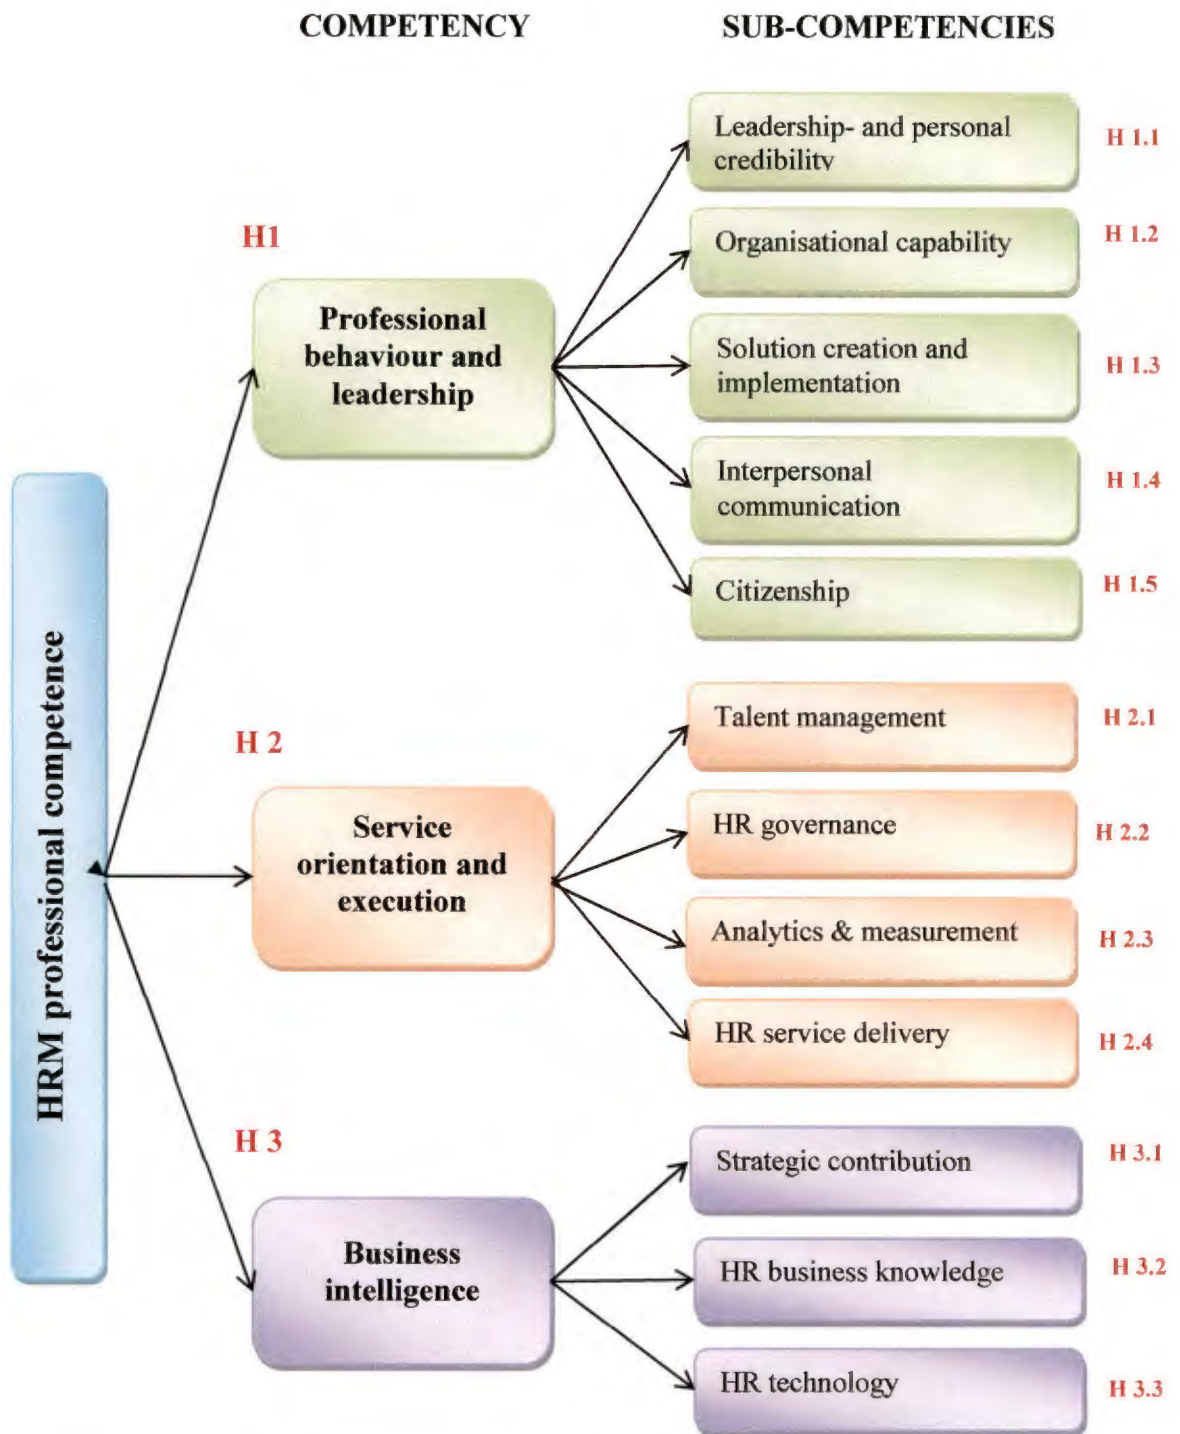 COMPETENCY
SUB-COMPETENCIES
HRM professional competence
H1
Professional
behaviour and
leadership
Leadership- and personal
credibility
H 1.1
Organisational capability
H 1.2
Solution creation and
implementation
H 1.3
Interpersonal
communication
H 1.4
Citizenship
H 1.5
H 2
Service
orientation and
execution
Talent management
H 2.1
HR governance
H 2.2
Analytics & measurement
H 2.3
HR service delivery
H 2.4
H 3
Business
intelligence
Strategic contribution
H 3.1
HR business knowledge
H 3.2
HR technology
H 3.3